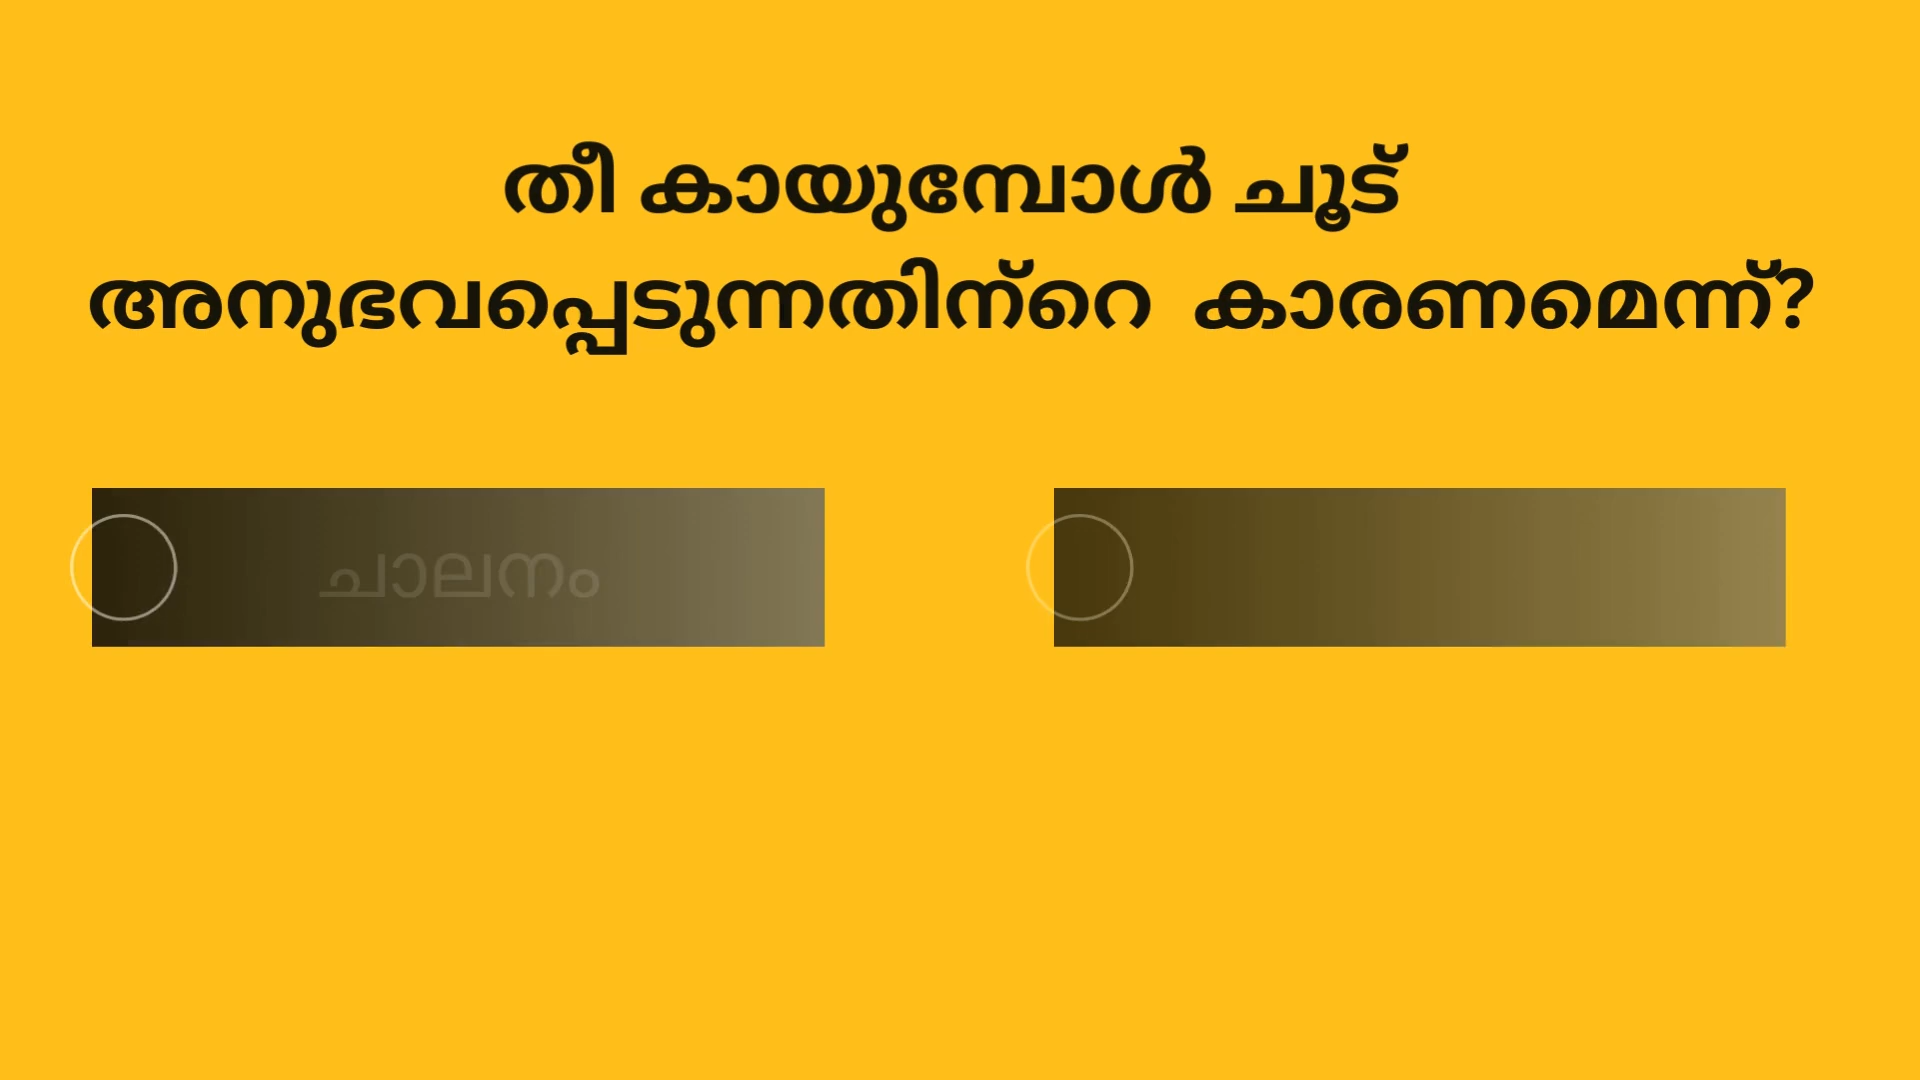 തീ കായുമ്പോൾ ചൂട്
അനുഭവപ്പെടുന്നതിന്റെ കാരണമെന്ന്?
ചാലനം